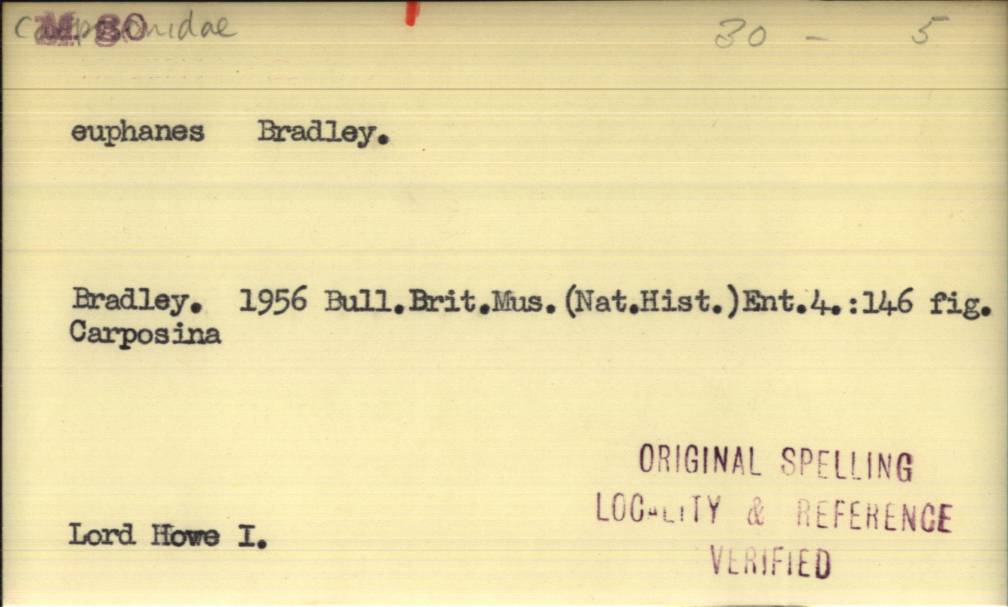 Carposinidae M. 30 30 - 5
euphanes Bradley.
Bradley. 1956 Bull.Brit.Mus.(Nat.Hist.)Ent.4.:146 fig.
Carposina
ORIGINAL SPELLING
LOCALITY & REFERENCE
VERIFIED
Lord Howe I.